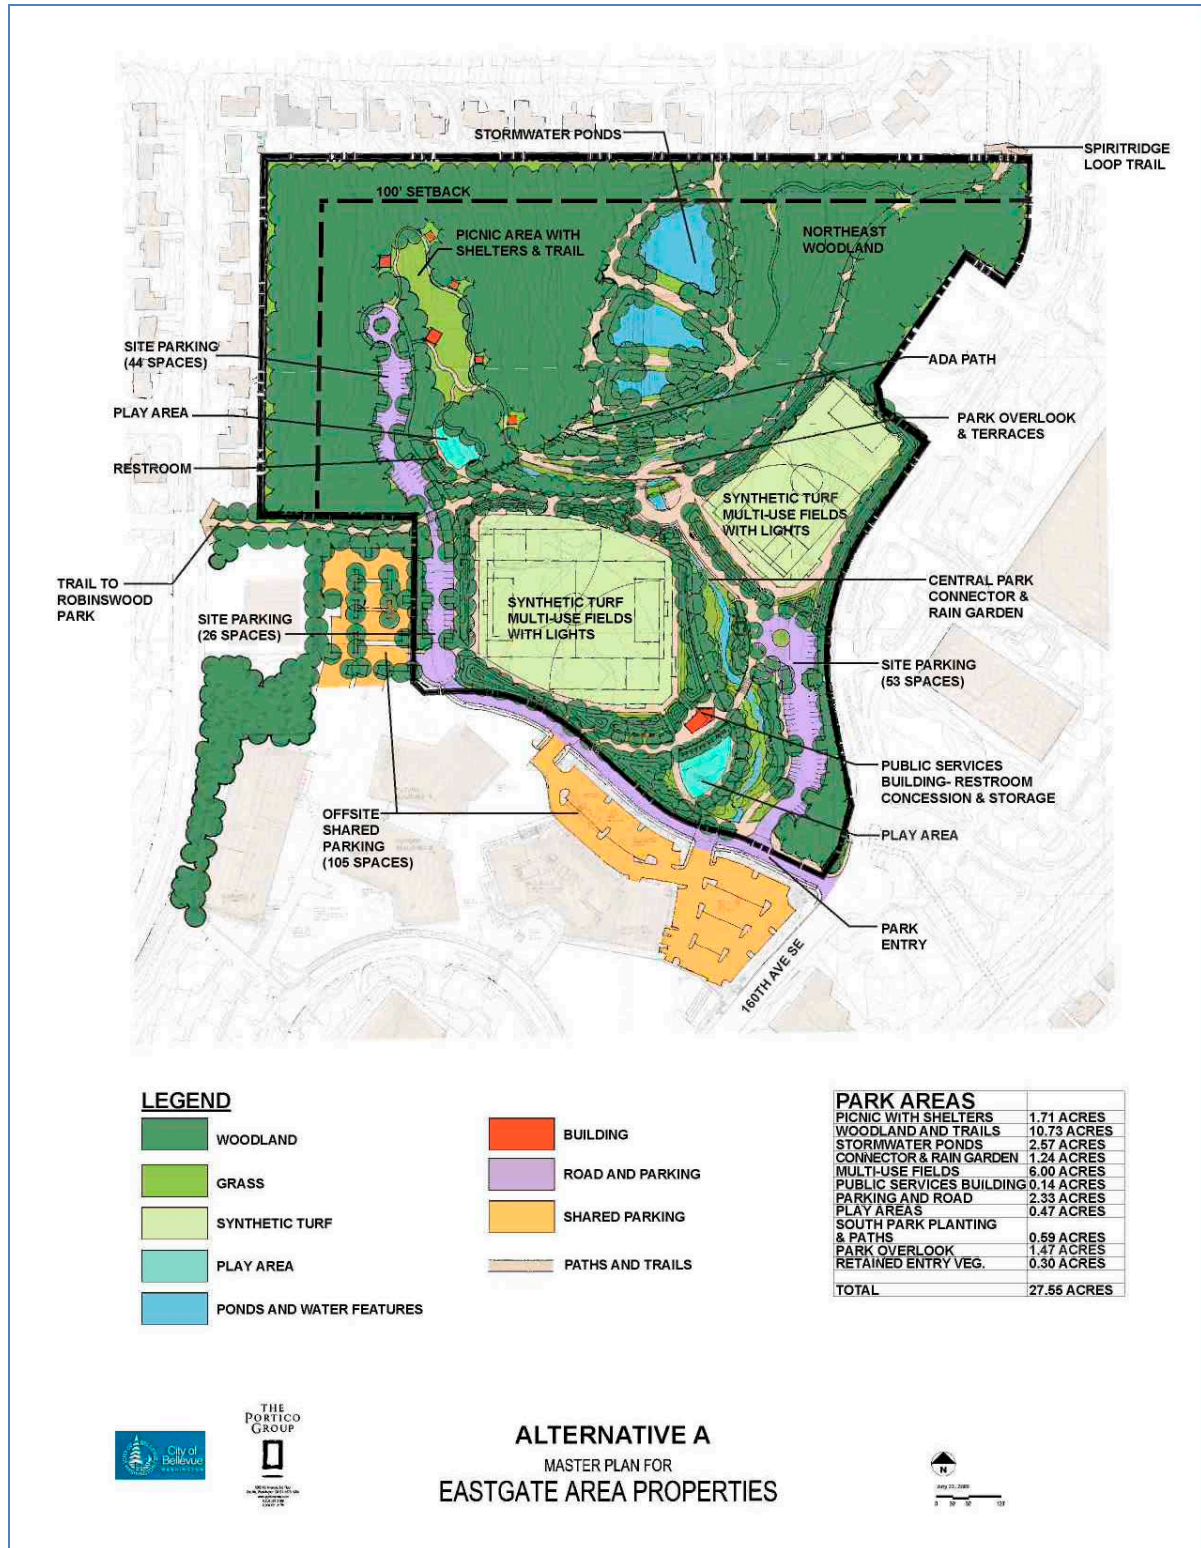 STORMWATER PONDS
SPIRITRIDGE
LOOP TRAIL
100' SETBACK
PICNIC AREA WITH
SHELTERS & TRAIL
NORTHEAST
WOODLAND
SITE PARKING
(44 SPACES)
ADA PATH
PLAY AREA
PARK OVERLOOK
& TERRACES
RESTROOM
SYNTHETIC TURF
MULTI-USE FIELDS
WITH LIGHTS
TRAIL TO
ROBINSWOOD
PARK
CENTRAL PARK
CONNECTOR &
RAIN GARDEN
SITE PARKING
(26 SPACES)
SYNTHETIC TURF
MULTI-USE FIELDS
WITH LIGHTS
SITE PARKING
(53 SPACES)
PUBLIC SERVICES
BUILDING- RESTROOM
CONCESSION & STORAGE
OFFSITE
SHARED
PARKING
(105 SPACES)
PLAY AREA
PARK
ENTRY
160TH AVE SE
LEGEND
WOODLAND
GRASS
SYNTHETIC TURF
PLAY AREA
PONDS AND WATER FEATURES
BUILDING
ROAD AND PARKING
SHARED PARKING
PATHS AND TRAILS
PARK AREAS
PICNIC WITH SHELTERS 1.71 ACRES
WOODLAND AND TRAILS 10.73 ACRES
STORMWATER PONDS 2.57 ACRES
CONNECTOR & RAIN GARDEN 1.24 ACRES
MULTI-USE FIELDS 6.00 ACRES
PUBLIC SERVICES BUILDING 0.14 ACRES
PARKING AND ROAD 2.33 ACRES
PLAY AREAS 0.47 ACRES
SOUTH PARK PLANTING
& PATHS 0.59 ACRES
PARK OVERLOOK 1.47 ACRES
RETAINED ENTRY VEG. 0.30 ACRES
TOTAL 27.55 ACRES
City of
Bellevue
WASHINGTON
THE
PORTICO
GROUP
ALTERNATIVE A
MASTER PLAN FOR
EASTGATE AREA PROPERTIES
N